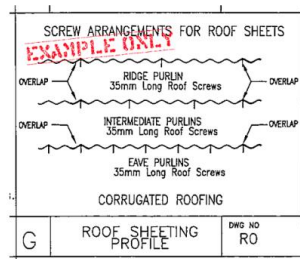 SCREW ARRANGEMENTS FOR ROOF SHEETS
EXAMPLE ONLY
OVERLAP
RIDGE PURLIN
35mm Long Roof Screws
OVERLAP
OVERLAP
INTERMEDIATE PURLINS
35mm Long Roof Screws
OVERLAP
EAVE PURLINS
35mm Long Roof Screws
CORRUGATED ROOFING
G
ROOF SHEETING
PROFILE
DWG NO
RO